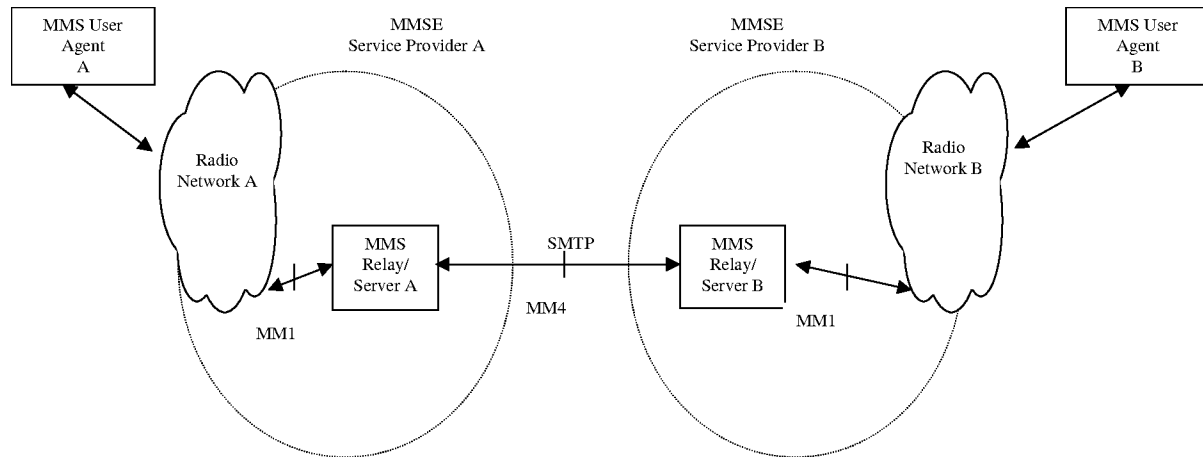 MMS User
Agent
A
MMSE
Service Provider A
MMSE
Service Provider B
MMS User
Agent
B
Radio
Network A
Radio
Network B
MMS
Relay/
Server A
SMTP
MMS
Relay/
Server B
MM1
MM4
MM1